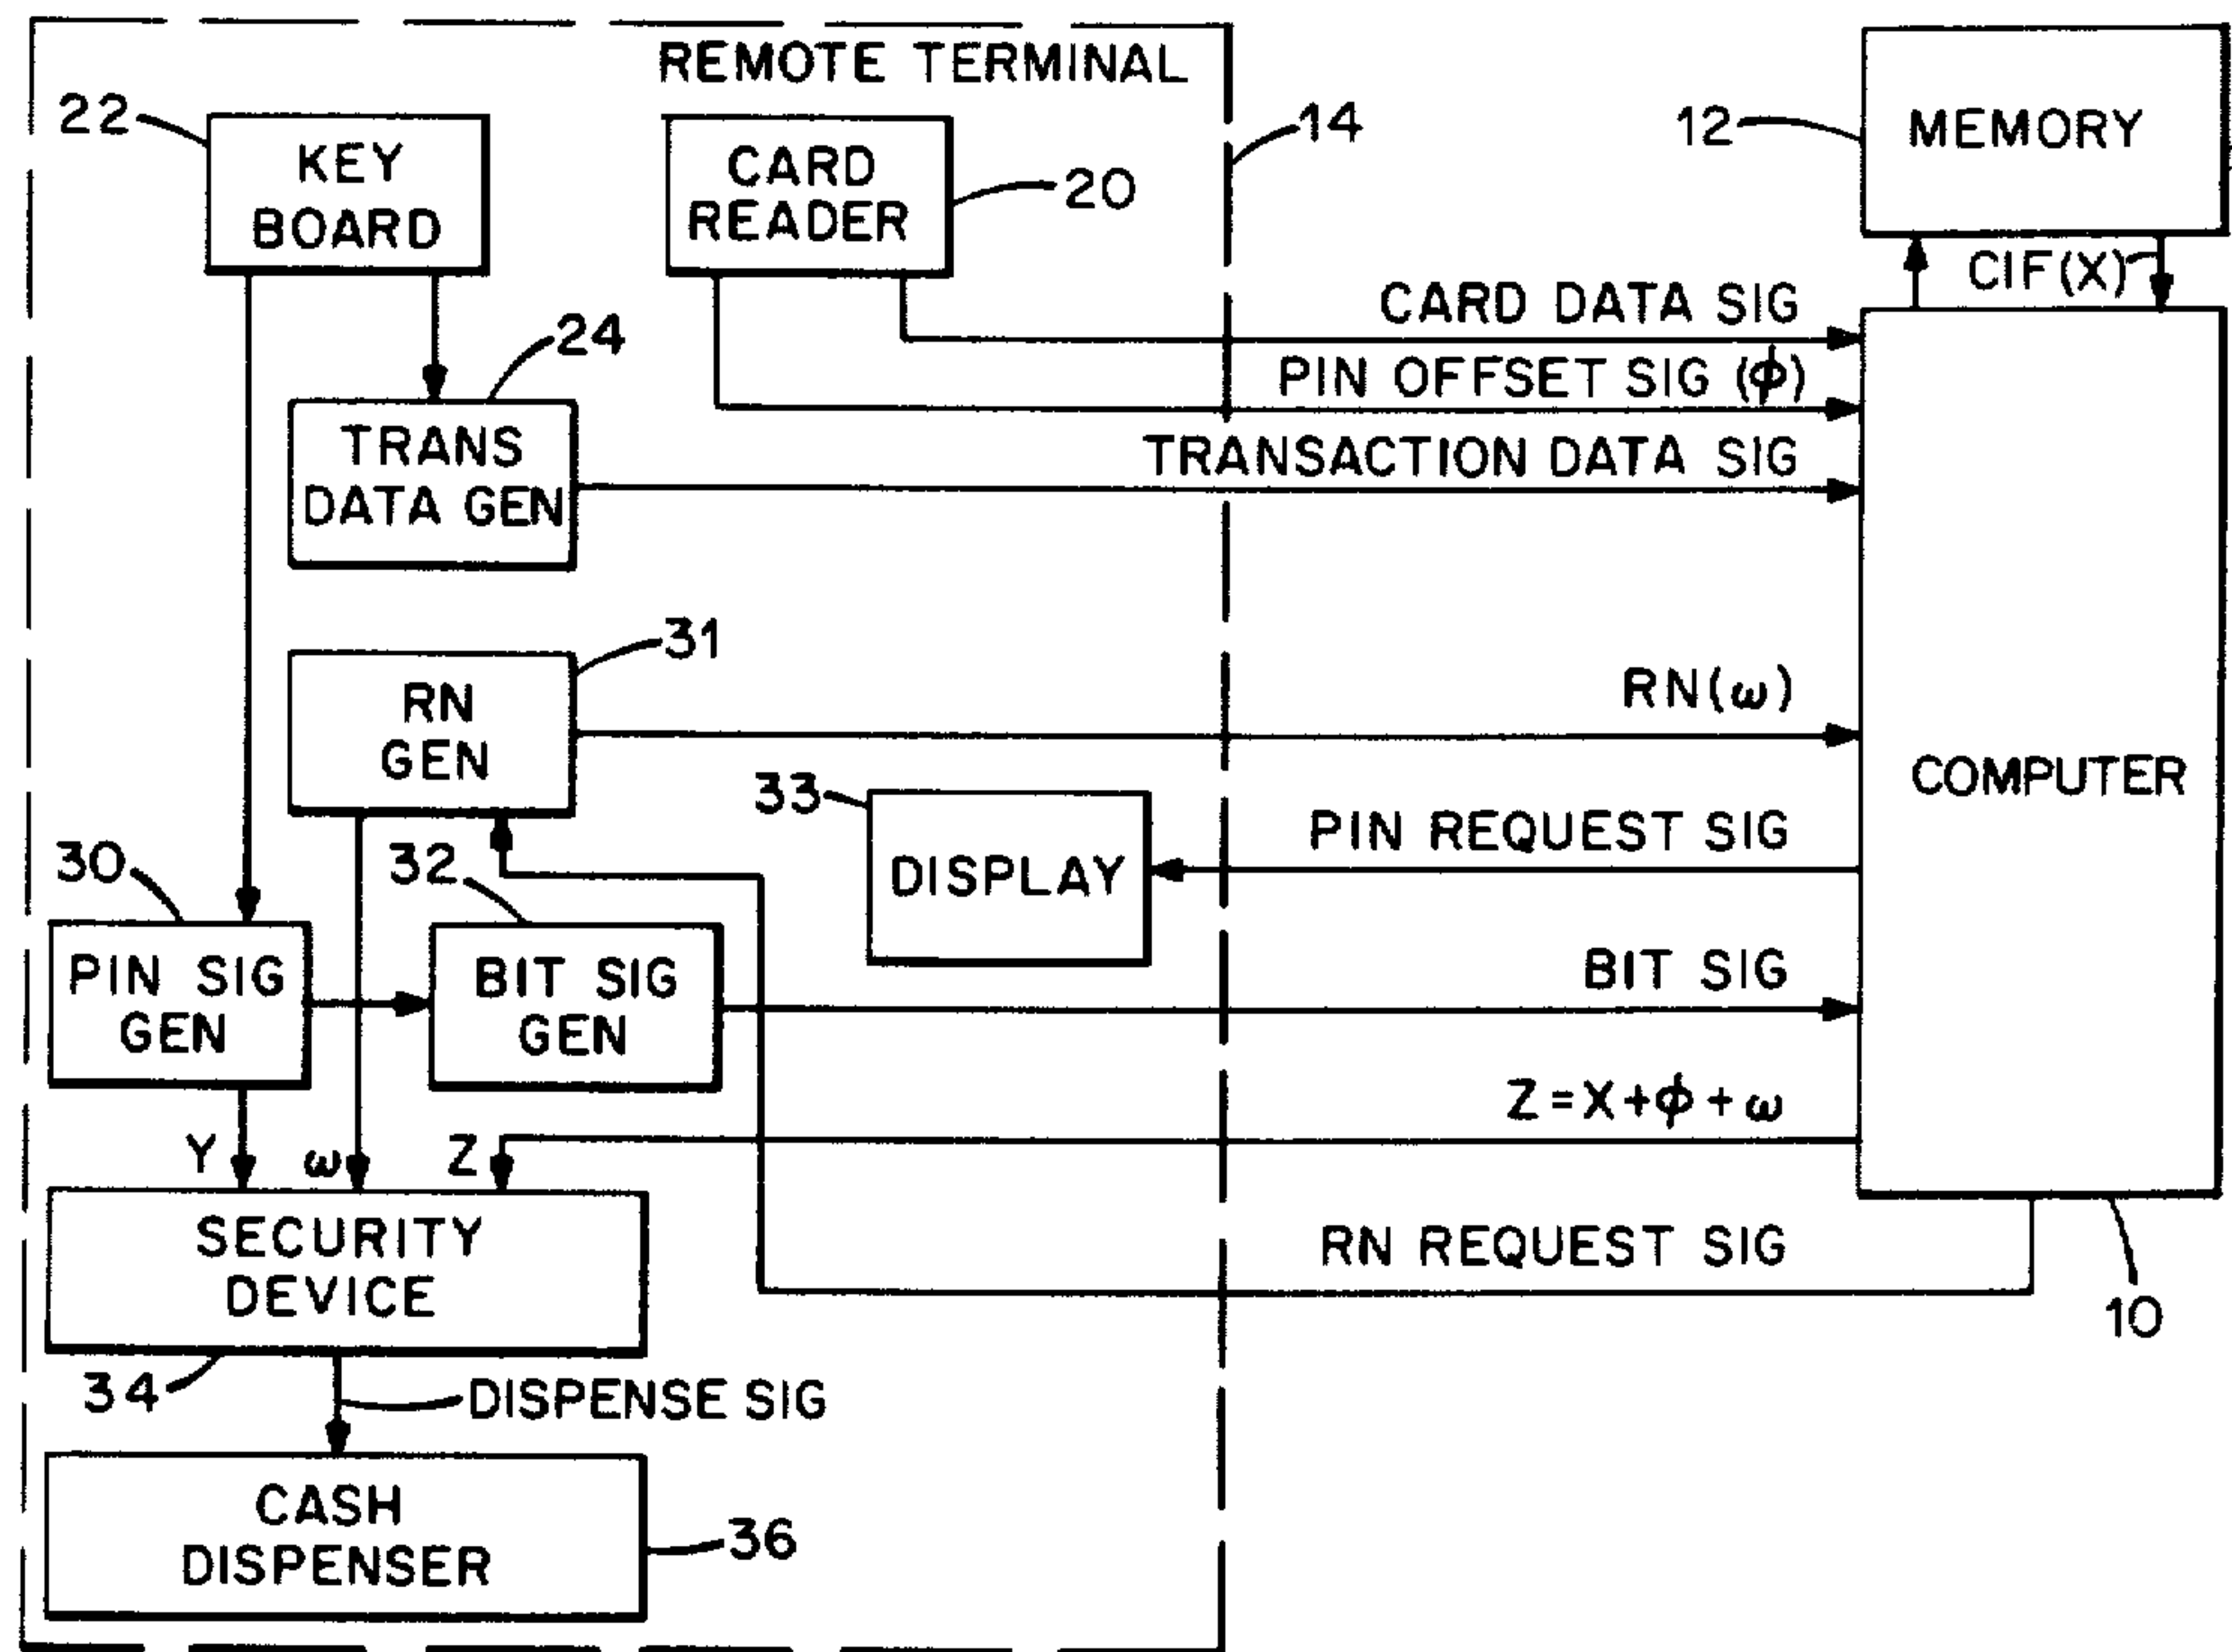 REMOTE TERMINAL
22
KEY
BOARD
CARD
READER
20
14
12
MEMORY
CIF(X)
CARD DATA SIG
PIN OFFSET SIG (ϕ)
24
TRANS
DATA GEN
TRANSACTION DATA SIG
31
RN
GEN
RN(ω)
COMPUTER
33
DISPLAY
PIN REQUEST SIG
30
PIN SIG
GEN
32
BIT SIG
GEN
BIT SIG
Z=X+ϕ+ω
Y
ω
Z
SECURITY
DEVICE
RN REQUEST SIG
10
34
DISPENSE SIG
CASH
DISPENSER
36